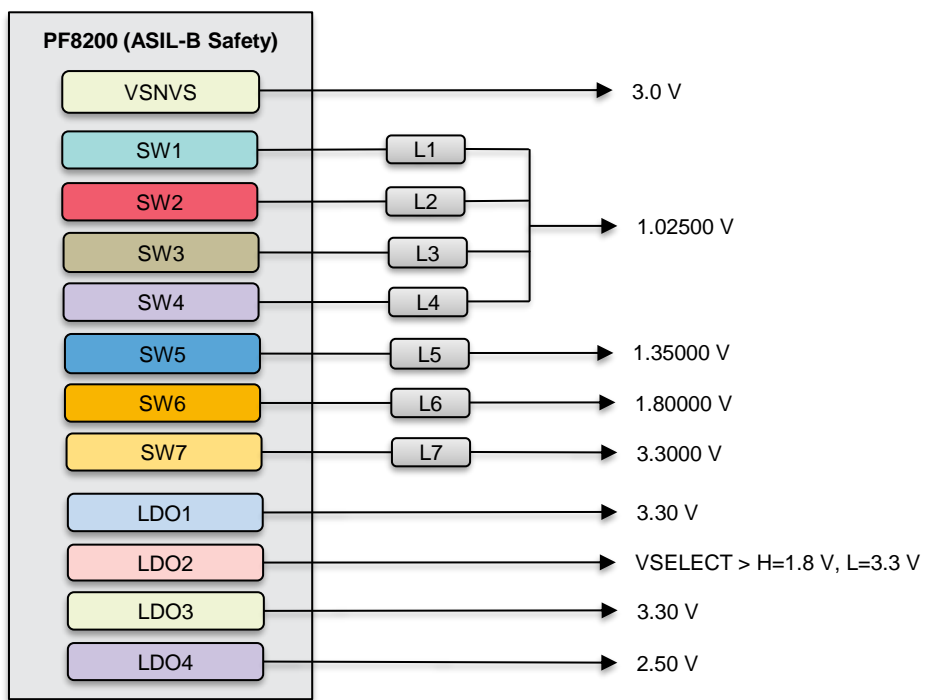 PF8200 (ASIL-B Safety)
VSNVS
3.0 V
SW1
L1
SW2
L2
1.02500 V
SW3
L3
SW4
L4
SW5
L5
1.35000 V
SW6
L6
1.80000 V
SW7
L7
3.3000 V
LDO1
3.30 V
LDO2
VSELECT > H=1.8 V, L=3.3 V
LDO3
3.30 V
LDO4
2.50 V